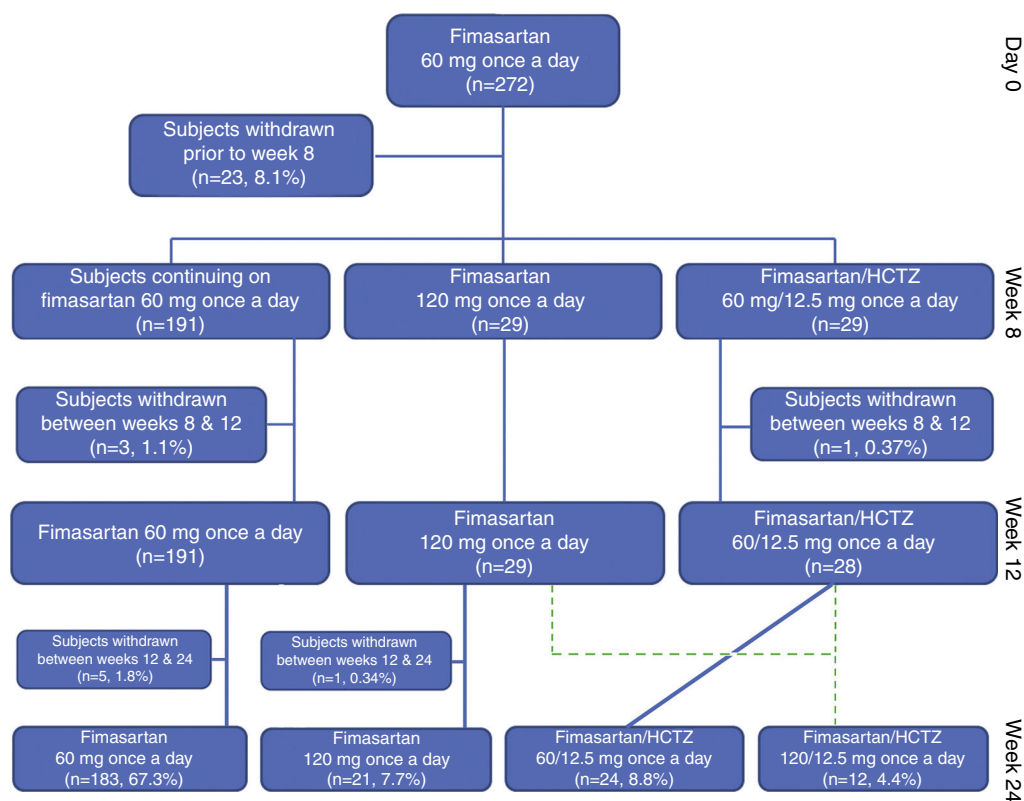 Fimasartan
60 mg once a day
(n=272)
Day 0
Subjects withdrawn
prior to week 8
(n=23, 8.1%)
Subjects continuing on
fimasartan 60 mg once a day
(n=191)
Fimasartan
120 mg once a day
(n=29)
Fimasartan/HCTZ
60 mg/12.5 mg once a day
(n=29)
Week 8
Subjects withdrawn
between weeks 8 & 12
(n=3, 1.1%)
Subjects withdrawn
between weeks 8 & 12
(n=1, 0.37%)
Fimasartan 60 mg once a day
(n=191)
Fimasartan
120 mg once a day
(n=29)
Fimasartan/HCTZ
60/12.5 mg once a day
(n=28)
Week 12
Subjects withdrawn
between weeks 12 & 24
(n=5, 1.8%)
Subjects withdrawn
between weeks 12 & 24
(n=1, 0.34%)
Fimasartan
60 mg once a day
(n=183, 67.3%)
Fimasartan
120 mg once a day
(n=21, 7.7%)
Fimasartan/HCTZ
60/12.5 mg once a day
(n=24, 8.8%)
Fimasartan/HCTZ
120/12.5 mg once a day
(n=12, 4.4%)
Week 24